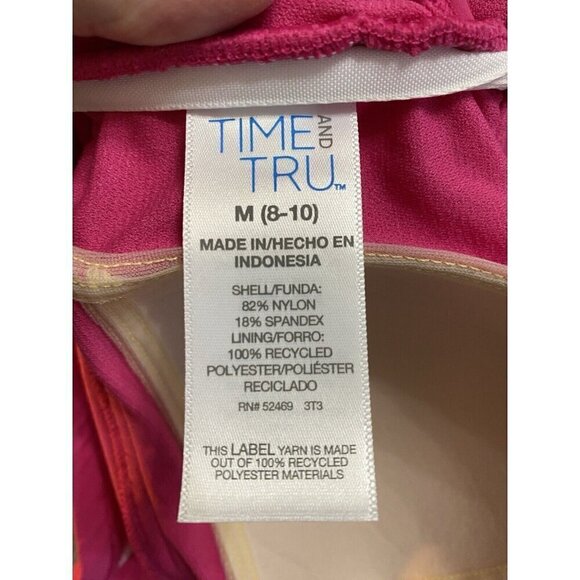 TIME AND
TRU™
M (8-10)
MADE IN/HECHO EN
INDONESIA
SHELL/FUNDA:
82% NYLON
18% SPANDEX
LINING/FORRO:
100% RECYCLED
POLYESTER/POLIÉSTER
RECICLADO
RN# 52469 3T3
THIS LABEL YARN IS MADE
OUT OF 100% RECYCLED
POLYESTER MATERIALS